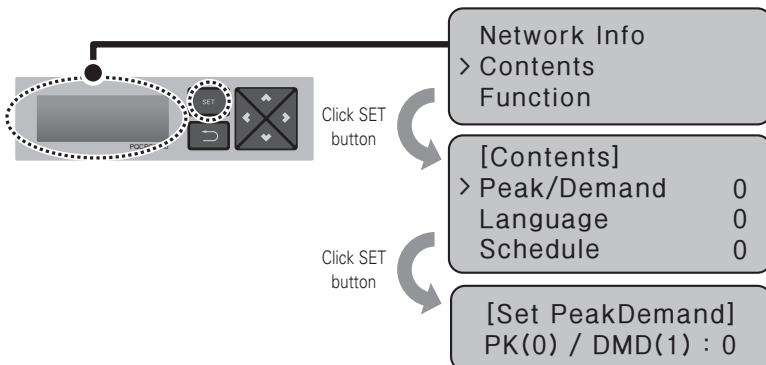 Network Info
> Contents
Function
SET
Click SET
button
[Contents]
> Peak/Demand 0
Language 0
Schedule 0
Click SET
button
[Set PeakDemand]
PK(0) / DMD(1) : 0